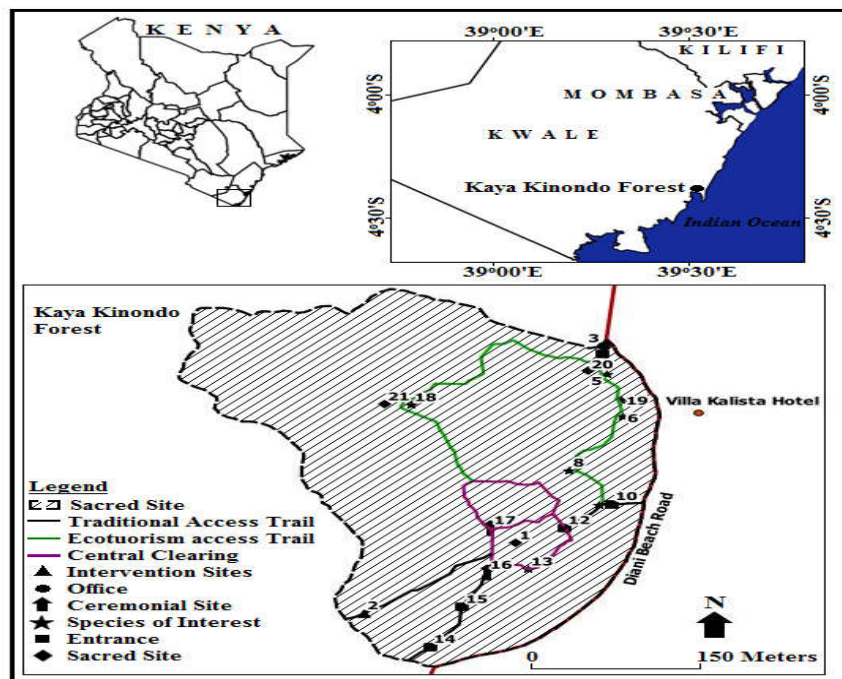 K E N Y A
39°00'E 39°30'E
KILIFI
4°00'S 4°00'S
MOMBASA
KWALE
Kaya Kinondo Forest
4°30'S 4°30'S
Indian Ocean
39°00'E 39°30'E
Kaya Kinondo
Forest
3
20
5
21 18
19
6
Villa Kalista Hotel
8
10
17 12
1
13
16
2
15
14
Diani Beach Road
Legend
Sacred Site
Traditional Access Trail
Ecotuorism access Trail
Central Clearing
Intervention Sites
Office
Ceremonial Site
Species of Interest
Entrance
Sacred Site
N
0 150 Meters